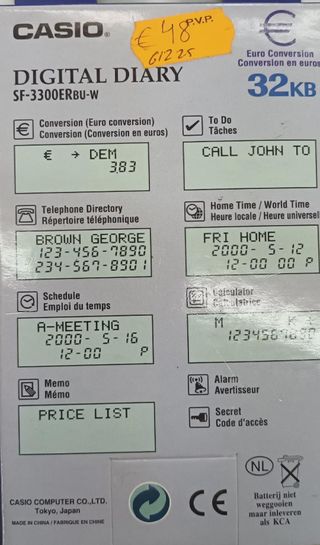 CASIO®
€ 48 P.V.P.
61225
€
Euro Conversion
Conversion en euros
DIGITAL DIARY
SF-3300ERBU-W
32KB
€ Conversion (Euro conversion)
Conversion (Conversion en euros)
€ → DEM
3.83
To Do
Tâches
CALL JOHN TO
Telephone Directory
Répertoire téléphonique
BROWN GEORGE
123-456-7890
234-567-8901
Home Time / World Time
Heure locale / Heure universel
FRI HOME
2000- 5-12
12-00 00 P
Schedule
Emploi du temps
A-MEETING
2000- 5-16
12-00 P
Calculator
Calculatrice
M
1234567890
Memo
Mémo
PRICE LIST
Alarm
Avertisseur
Secret
Code d'accès
CASIO COMPUTER CO.,LTD.
Tokyo, Japan
MADE IN CHINA / FABRIQUE EN CHINE
CE
NL
Batterij niet
weggooien
maar inleveren
als KCA